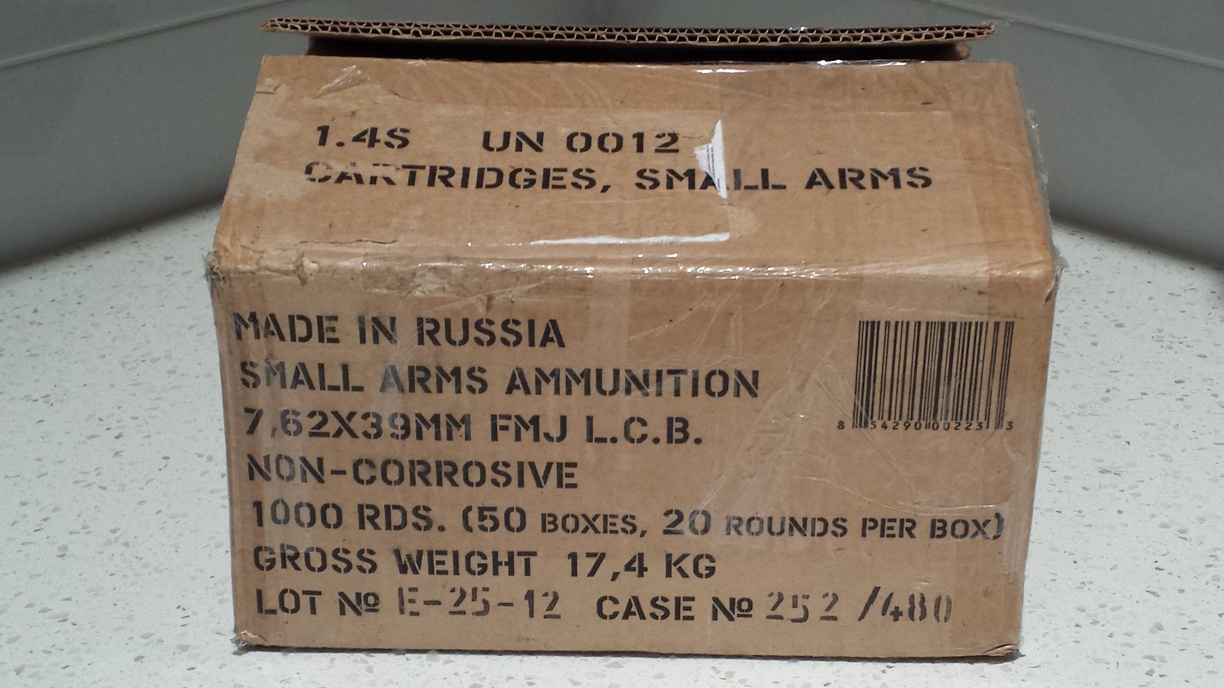 1.4S UN 0012
CARTRIDGES, SMALL ARMS
MADE IN RUSSIA
SMALL ARMS AMMUNITION
7,62X39MM FMJ L.C.B.
NON-CORROSIVE
1000 RDS. (50 BOXES, 20 ROUNDS PER BOX)
GROSS WEIGHT 17,4 KG
LOT № E-25-12 CASE № 252 /480
8 54290 00223 3